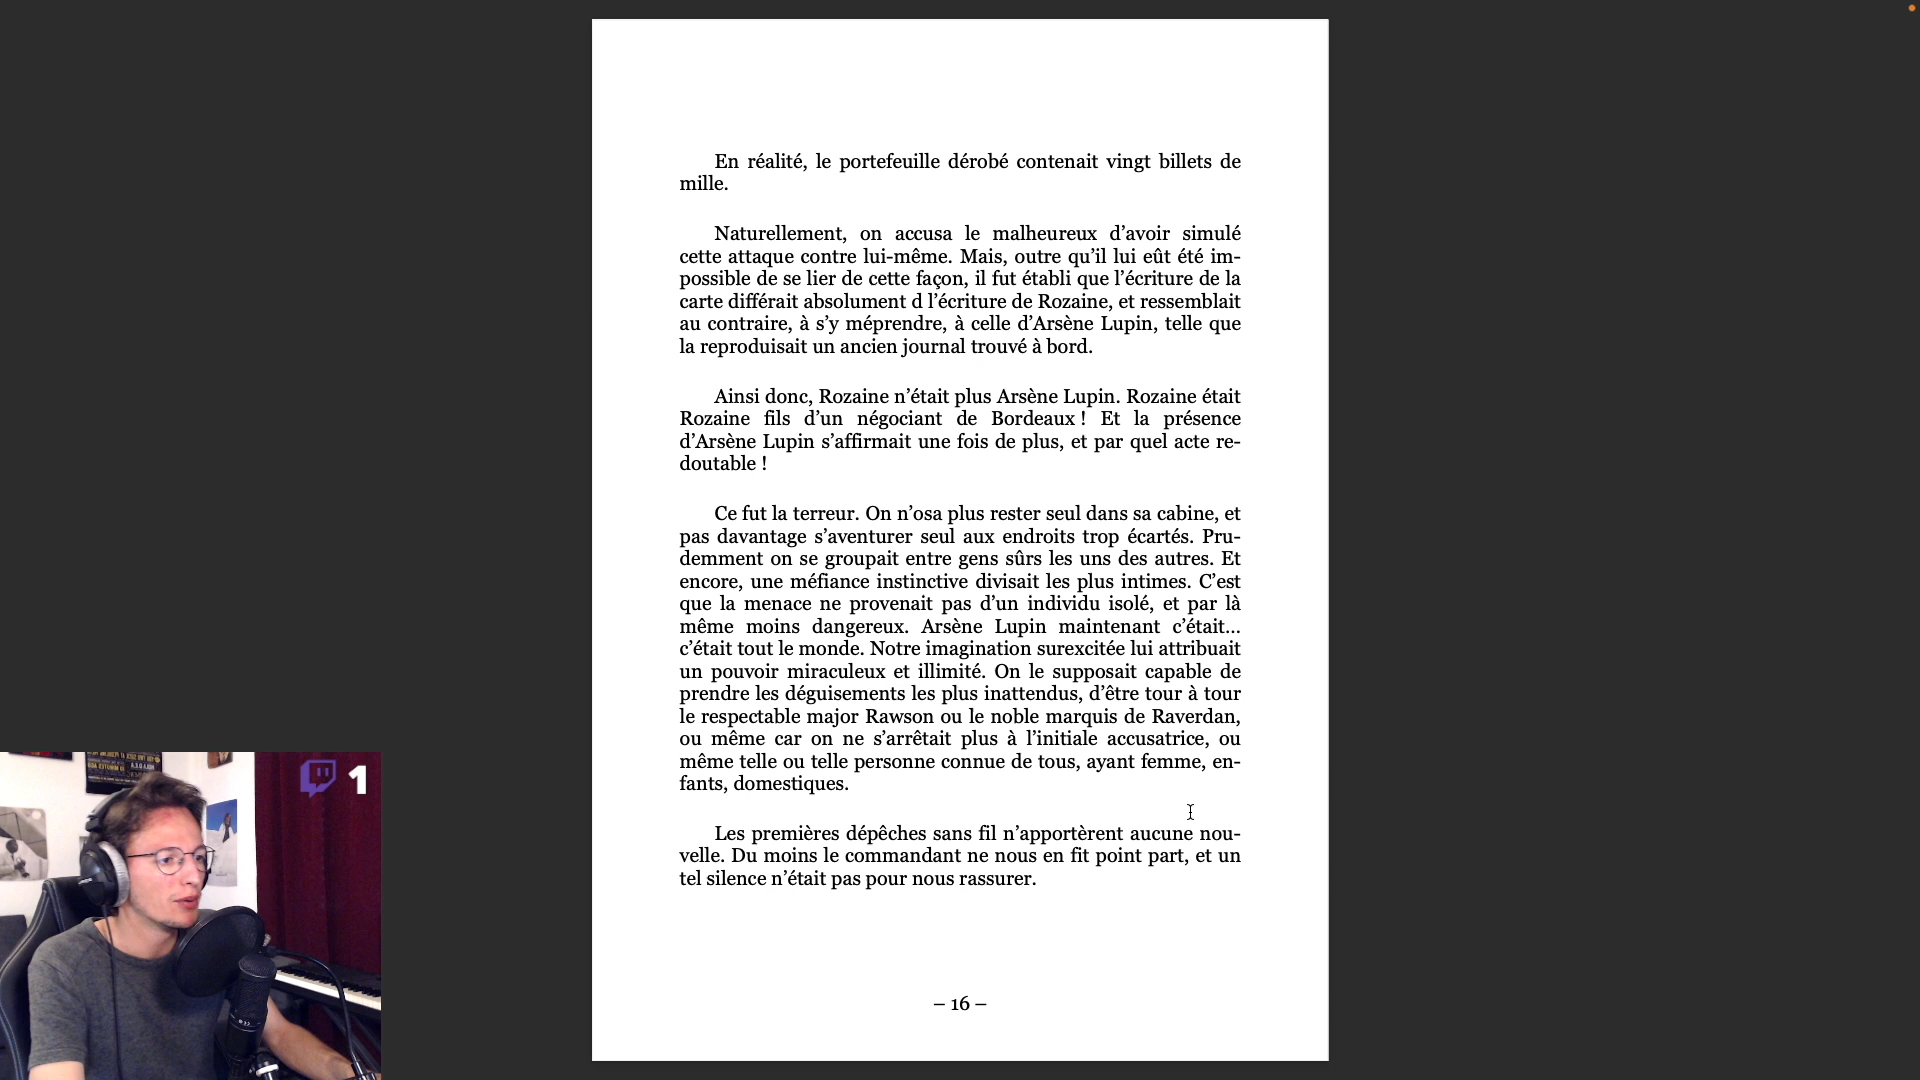 En réalité, le portefeuille dérobé contenait vingt billets de
mille.
Naturellement, on accusa le malheureux d’avoir simulé
cette attaque contre lui-même. Mais, outre qu’il lui eût été im-
possible de se lier de cette façon, il fut établi que l’écriture de la
carte différait absolument d l’écriture de Rozaine, et ressemblait
au contraire, à s’y méprendre, à celle d’Arsène Lupin, telle que
la reproduisait un ancien journal trouvé à bord.
Ainsi donc, Rozaine n’était plus Arsène Lupin. Rozaine était
Rozaine fils d’un négociant de Bordeaux ! Et la présence
d’Arsène Lupin s’affirmait une fois de plus, et par quel acte re-
doutable !
Ce fut la terreur. On n’osa plus rester seul dans sa cabine, et
pas davantage s’aventurer seul aux endroits trop écartés. Pru-
demment on se groupait entre gens sûrs les uns des autres. Et
encore, une méfiance instinctive divisait les plus intimes. C’est
que la menace ne provenait pas d’un individu isolé, et par là
même moins dangereux. Arsène Lupin maintenant c’était…
c’était tout le monde. Notre imagination surexcitée lui attribuait
un pouvoir miraculeux et illimité. On le supposait capable de
prendre les déguisements les plus inattendus, d’être tour à tour
le respectable major Rawson ou le noble marquis de Raverdan,
ou même car on ne s’arrêtait plus à l’initiale accusatrice, ou
même telle ou telle personne connue de tous, ayant femme, en-
fants, domestiques.
Les premières dépêches sans fil n’apportèrent aucune nou-
velle. Du moins le commandant ne nous en fit point part, et un
tel silence n’était pas pour nous rassurer.
– 16 –
1